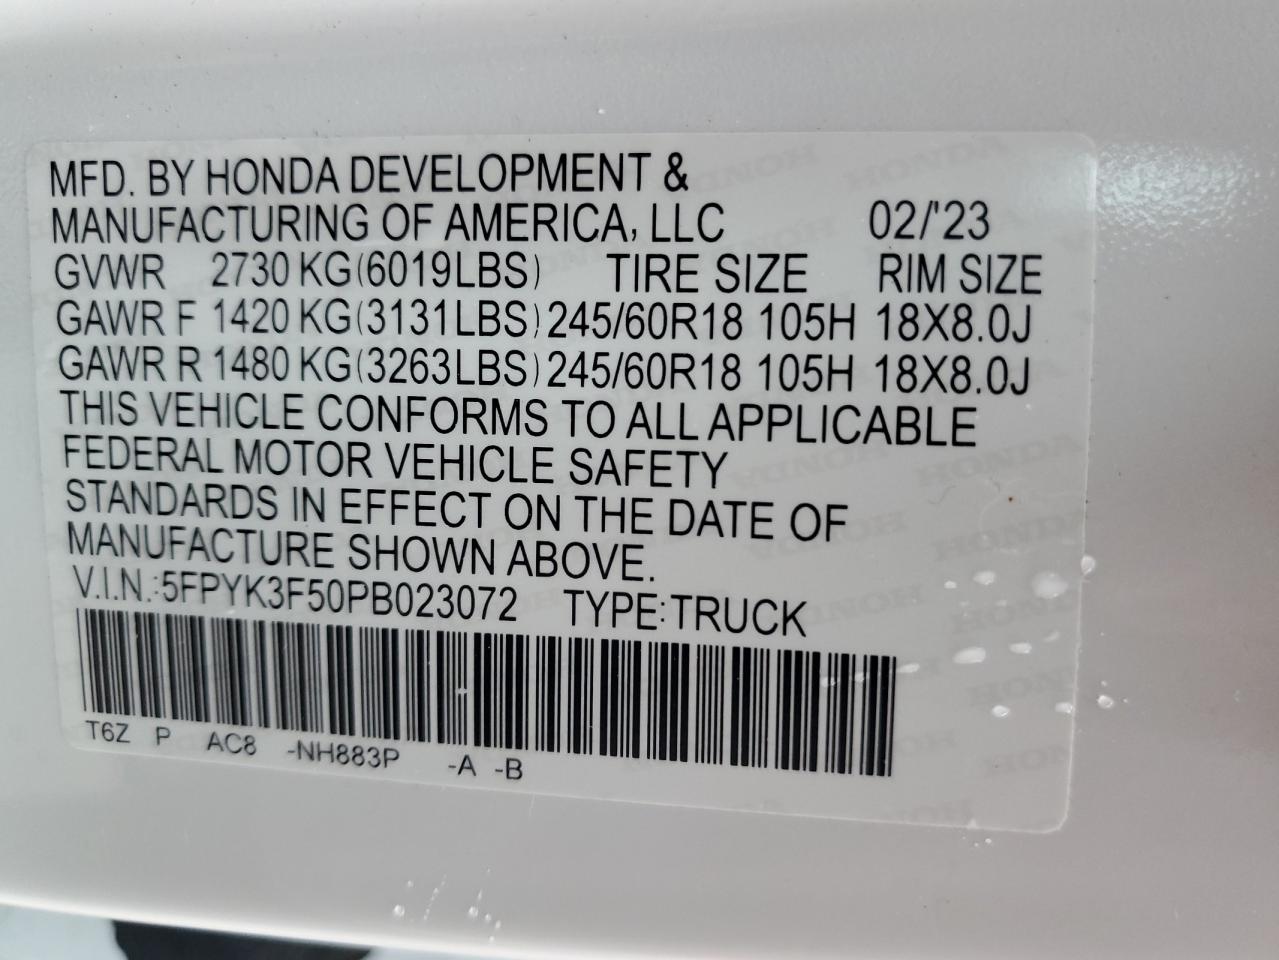 MFD. BY HONDA DEVELOPMENT &
MANUFACTURING OF AMERICA, LLC 02/'23
GVWR 2730 KG(6019LBS) TIRE SIZE RIM SIZE
GAWR F 1420 KG(3131LBS) 245/60R18 105H 18X8.0J
GAWR R 1480 KG(3263LBS) 245/60R18 105H 18X8.0J
THIS VEHICLE CONFORMS TO ALL APPLICABLE
FEDERAL MOTOR VEHICLE SAFETY
STANDARDS IN EFFECT ON THE DATE OF
MANUFACTURE SHOWN ABOVE.
V.I.N.:5FPYK3F50PB023072 TYPE:TRUCK
T6Z P AC8 -NH883P -A -B